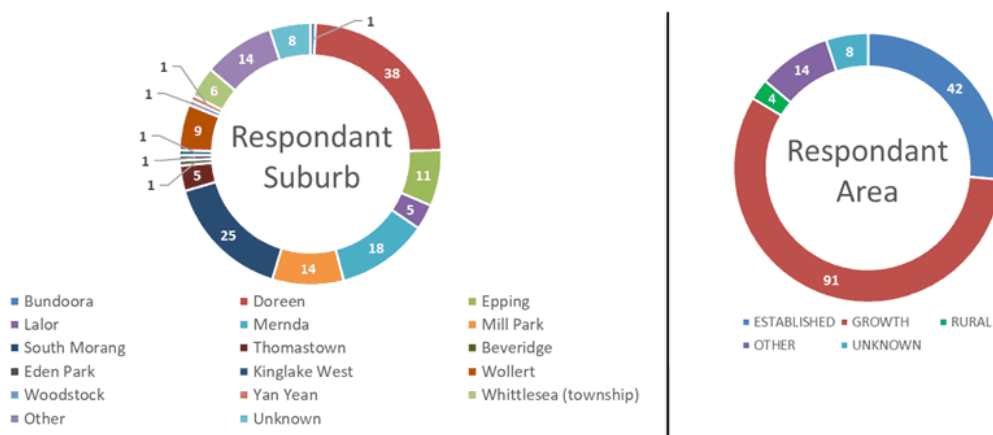 1
8
38
14
1
6
1
9
11
1
1
1
5
5
25
18
14
Respondant
Suburb
Bundoora Doreen Epping
Lalor Mernda Mill Park
South Morang Thomastown Beveridge
Eden Park Kinglake West Wollert
Woodstock Yan Yean Whittlesea (township)
Other Unknown
8
14
42
4
Respondant
Area
91
ESTABLISHED GROWTH RURAL
OTHER UNKNOWN